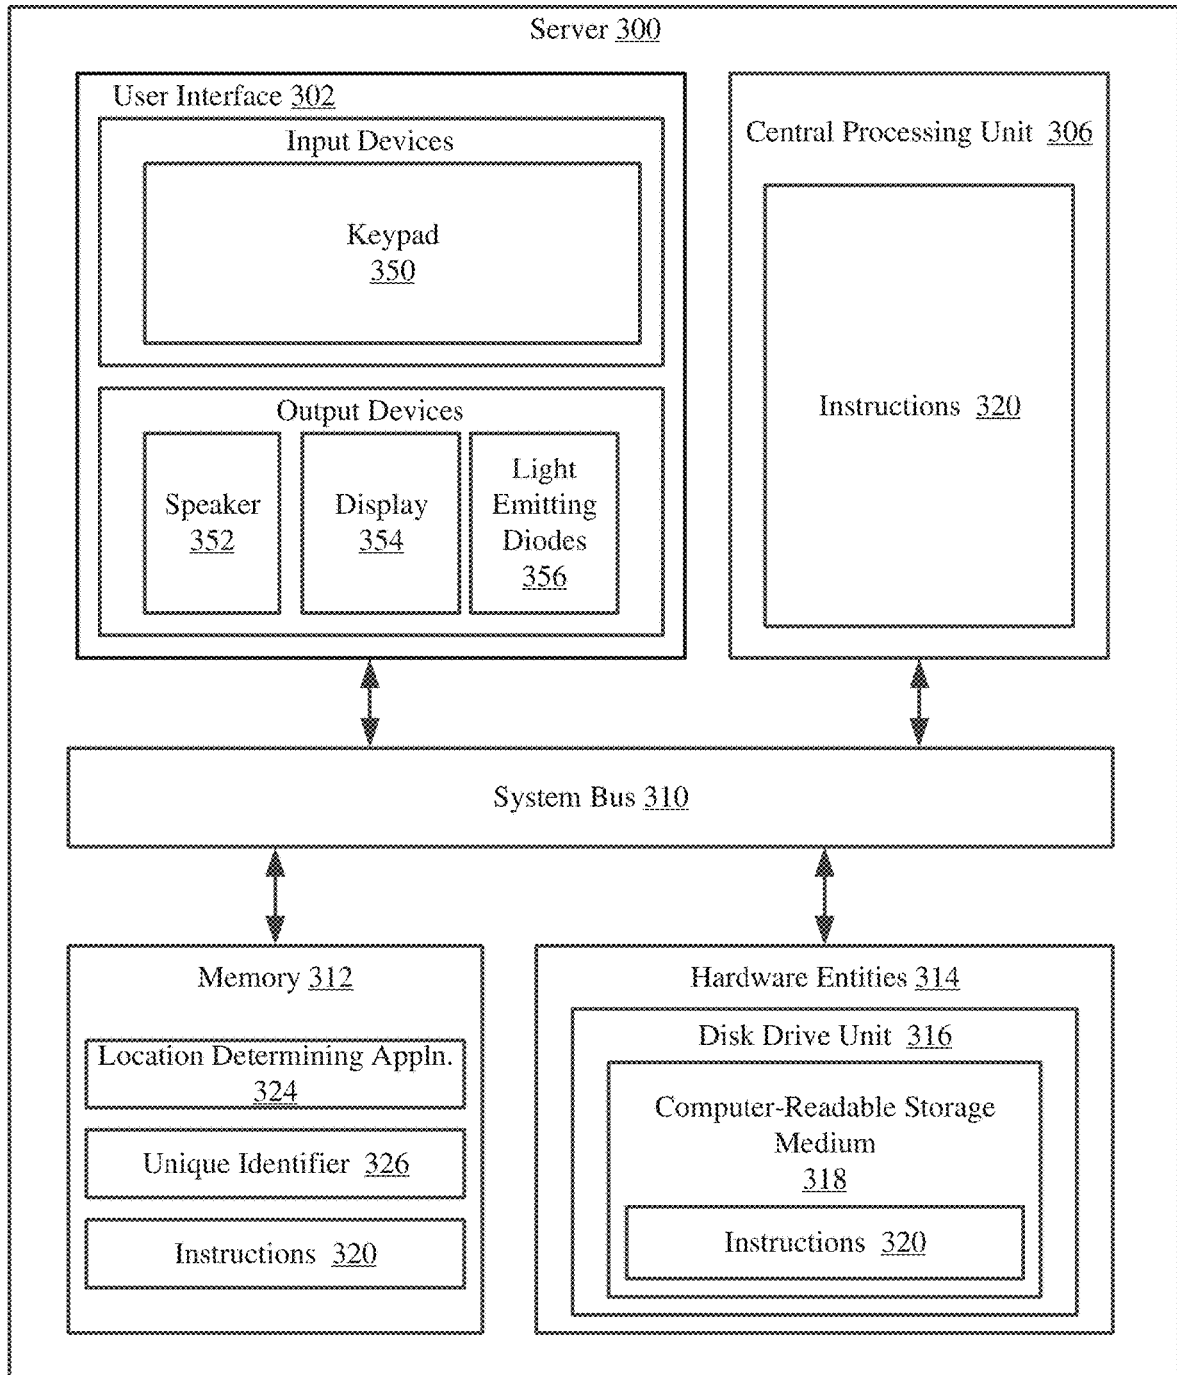 Server 300
User Interface 302
Input Devices
Keypad
350
Output Devices
Speaker
352
Display
354
Light
Emitting
Diodes
356
Central Processing Unit 306
Instructions 320
System Bus 310
Memory 312
Location Determining Appln.
324
Unique Identifier 326
Instructions 320
Hardware Entities 314
Disk Drive Unit 316
Computer-Readable Storage
Medium
318
Instructions 320